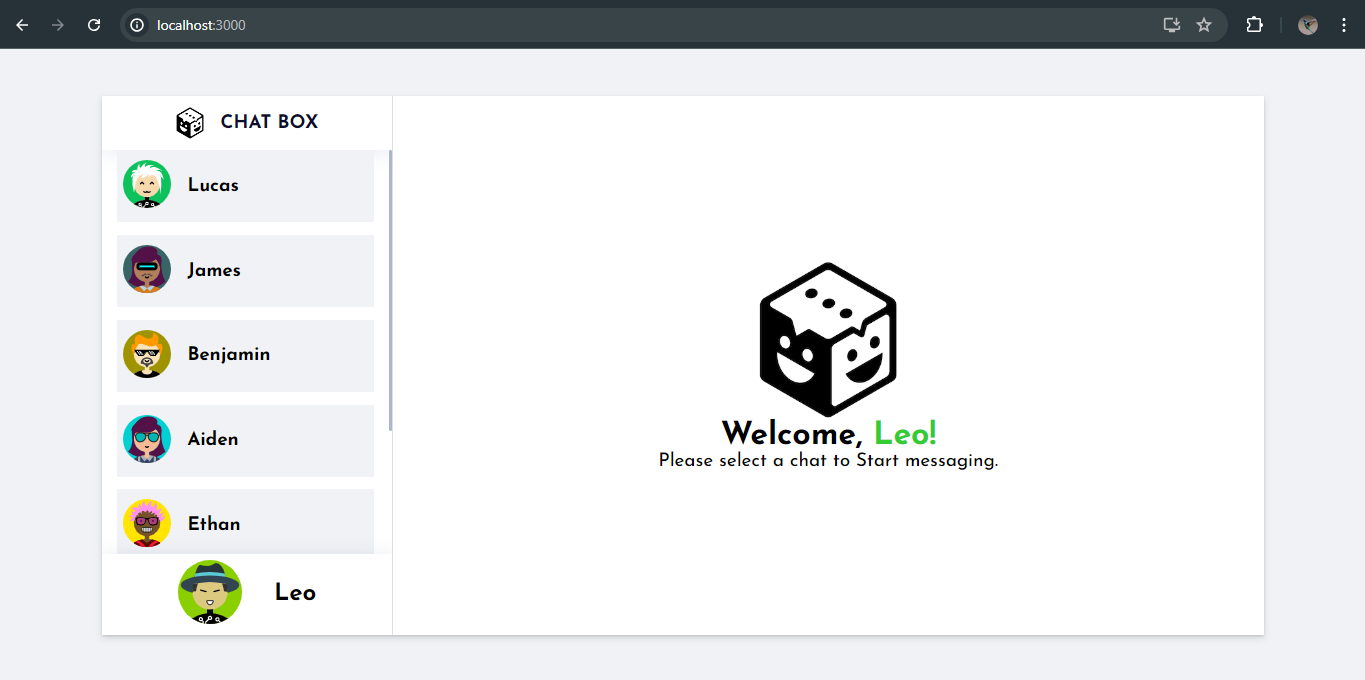 localhost:3000
CHAT BOX
Lucas
James
Benjamin
Aiden
Ethan
Leo
Welcome, Leo!
Please select a chat to Start messaging.